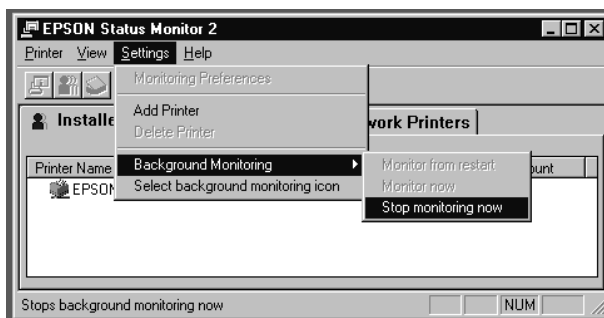 EPSON Status Monitor 2
Printer View Settings Help
Monitoring Preferences
Add Printer
Delete Printer
Background Monitoring
Select background monitoring icon
Monitor from restart
Monitor now
Stop monitoring now
Installe
work Printers
Printer Name
ount
EPSON
Stops background monitoring now
NUM